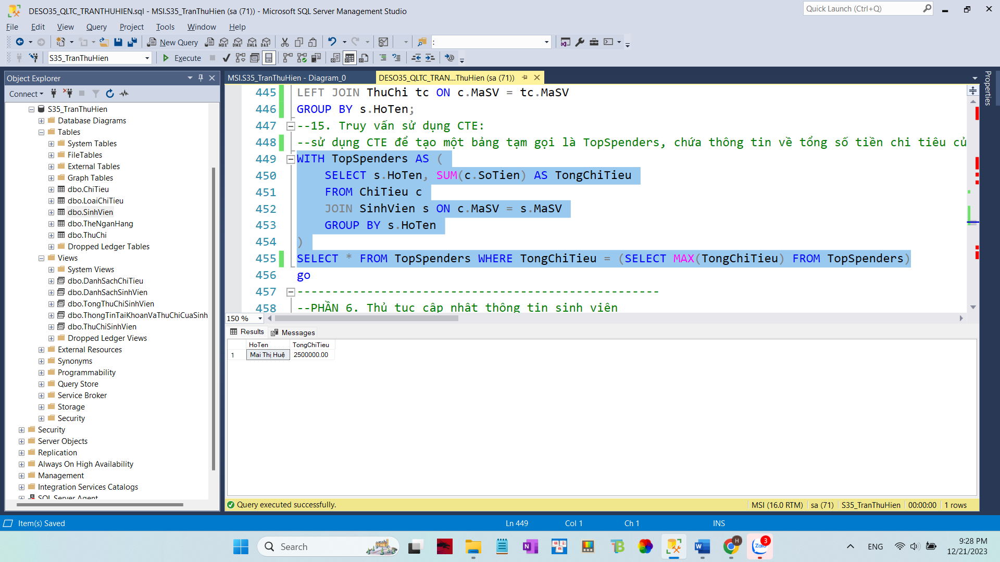 DESO35_QLTC_TRANTHUHIEN.sql - MSI.S35_TranThuHien (sa (71)) - Microsoft SQL Server Management Studio
Quick Launch (Ctrl+Q)
File Edit View Query Project Tools Window Help
New Query
MDX DMX XMLA DAX
:
S35_TranThuHien
Execute
Object Explorer
Connect
S35_TranThuHien
Database Diagrams
Tables
System Tables
FileTables
External Tables
Graph Tables
dbo.ChiTieu
dbo.LoaiChiTieu
dbo.SinhVien
dbo.TheNganHang
dbo.ThuChi
Dropped Ledger Tables
Views
System Views
dbo.DanhSachChiTieu
dbo.DanhSachSinhVien
dbo.TongThuChiSinhVien
dbo.ThongTinTaiKhoanVaThuChiCuaSinh
dbo.ThuChiSinhVien
Dropped Ledger Views
External Resources
Synonyms
Programmability
Query Store
Service Broker
Storage
Security
Security
Server Objects
Replication
Always On High Availability
Management
Integration Services Catalogs
SQL Server Agent
MSI.S35_TranThuHien - Diagram_0
DESO35_QLTC_TRAN...ThuHien (sa (71))
Properties
445 LEFT JOIN ThuChi tc ON c.MaSV = tc.MaSV
446 GROUP BY s.HoTen;
447 --15. Truy vấn sử dụng CTE:
448 --sử dụng CTE để tạo một bảng tạm gọi là TopSpenders, chứa thông tin về tổng số tiền chi tiêu củ
449 WITH TopSpenders AS (
450 SELECT s.HoTen, SUM(c.SoTien) AS TongChiTieu
451 FROM ChiTieu c
452 JOIN SinhVien s ON c.MaSV = s.MaSV
453 GROUP BY s.HoTen
454 )
455 SELECT * FROM TopSpenders WHERE TongChiTieu = (SELECT MAX(TongChiTieu) FROM TopSpenders)
456 go
457 ----------------------------------------------------
458 --PHẦN 6. Thủ tục cập nhật thông tin sinh viên
150 %
Results Messages
HoTen TongChiTieu
1 Mai Thị Huệ 2500000.00
Query executed successfully.
MSI (16.0 RTM) sa (71) S35_TranThuHien 00:00:00 1 rows
Item(s) Saved
Ln 449 Col 1 Ch 1 INS
Search
Zalo 3
H
ENG
9:28 PM
12/21/2023